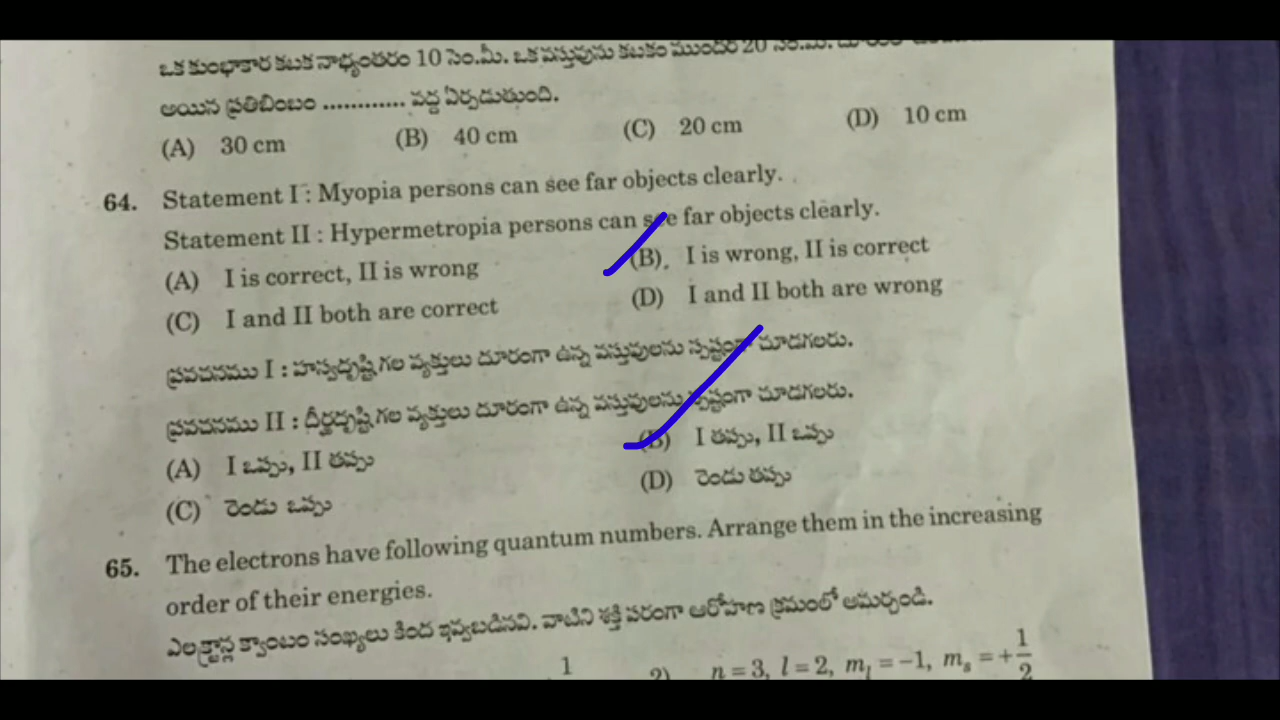 ఒక కుంభాకార కటక నాభ్యంతరం 10 సెం.మీ. ఒక వస్తువును కటకం ముందర 20
అయిన ప్రతిబింబం ............ వద్ద ఏర్పడుతుంది.
(A) 30 cm (B) 40 cm (C) 20 cm (D) 10 cm
64. Statement I : Myopia persons can see far objects clearly.
Statement II : Hypermetropia persons can see far objects clearly.
(A) I is correct, II is wrong (B) I is wrong, II is correct
(C) I and II both are correct (D) I and II both are wrong
ప్రవచనము I : హ్రస్వదృష్టి గల వ్యక్తులు దూరంగా ఉన్న వస్తువులను స్పష్టంగా చూడగలరు.
ప్రవచనము II : దీర్ఘదృష్టి గల వ్యక్తులు దూరంగా ఉన్న వస్తువులను స్పష్టంగా చూడగలరు.
(A) I ఒప్పు, II తప్పు (B) I తప్పు, II ఒప్పు
(C) రెండు ఒప్పు (D) రెండు తప్పు
65. The electrons have following quantum numbers. Arrange them in the increasing
order of their energies.
ఎలక్ట్రాన్ల క్వాంటం సంఖ్యలు కింద ఇవ్వబడినవి. వాటిని శక్తి పరంగా ఆరోహణ క్రమంలో అమర్చండి.
1 2) n = 3, l = 2, mₗ = −1, mₛ = +1/2